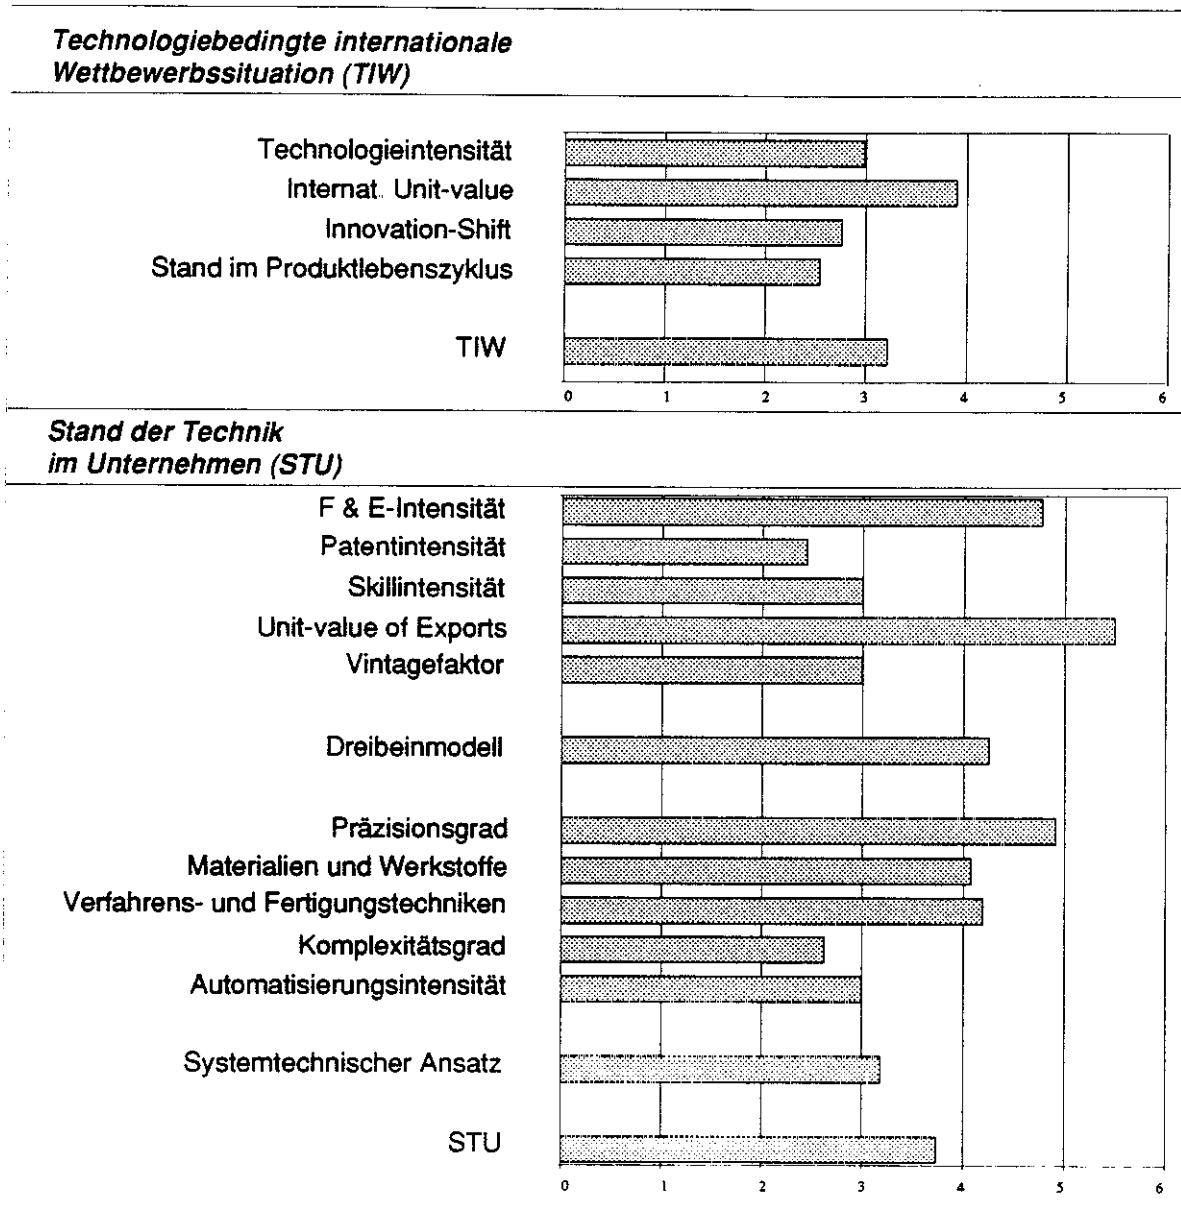 Technologiebedingte internationale
Wettbewerbssituation (TIW)
Technologieintensität
Internat. Unit-value
Innovation-Shift
Stand im Produktlebenszyklus
TIW
0 1 2 3 4 5 6
Stand der Technik
im Unternehmen (STU)
F & E-Intensität
Patentintensität
Skillintensität
Unit-value of Exports
Vintagefaktor
Dreibeinmodell
Präzisionsgrad
Materialien und Werkstoffe
Verfahrens- und Fertigungstechniken
Komplexitätsgrad
Automatisierungsintensität
Systemtechnischer Ansatz
STU
0 1 2 3 4 5 6